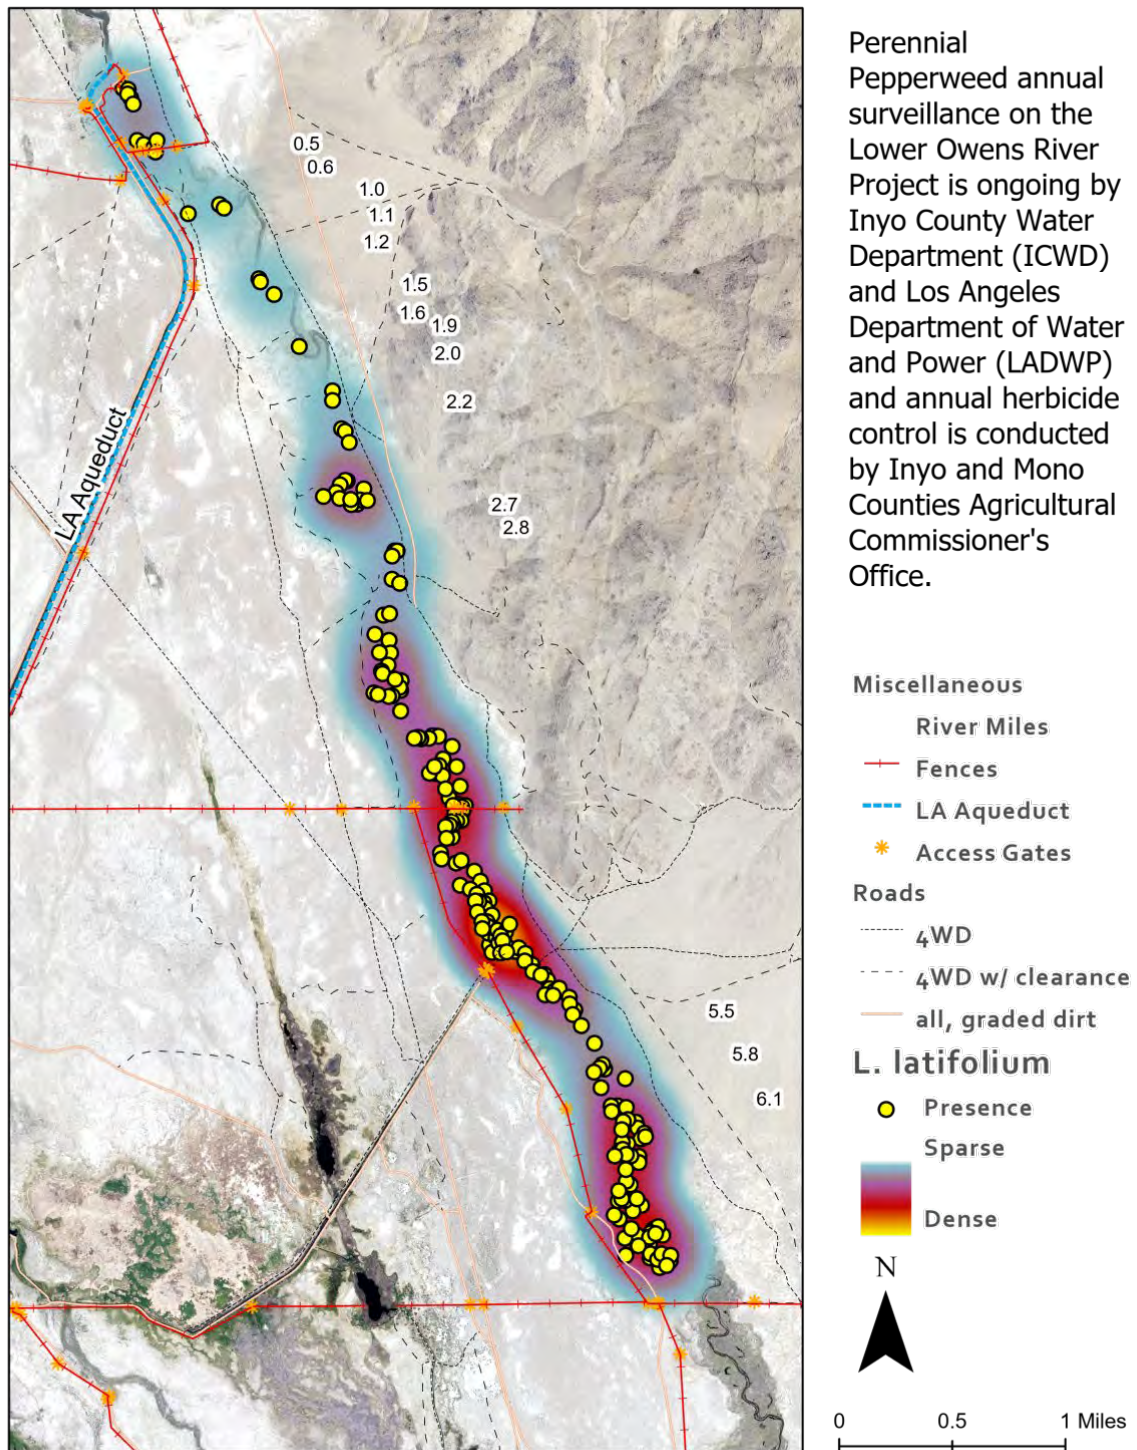 Perennial
Pepperweed annual
surveillance on the
Lower Owens River
Project is ongoing by
Inyo County Water
Department (ICWD)
and Los Angeles
Department of Water
and Power (LADWP)
and annual herbicide
control is conducted
by Inyo and Mono
Counties Agricultural
Commissioner's
Office.
0.5
0.6
1.0
1.1
1.2
1.5
1.6
1.9
2.0
2.2
2.7
2.8
LA Aqueduct
5.5
5.8
6.1
Miscellaneous
River Miles
Fences
LA Aqueduct
Access Gates
Roads
4WD
4WD w/ clearance
all, graded dirt
L. latifolium
Presence
Sparse
Dense
N
0 0.5 1 Miles